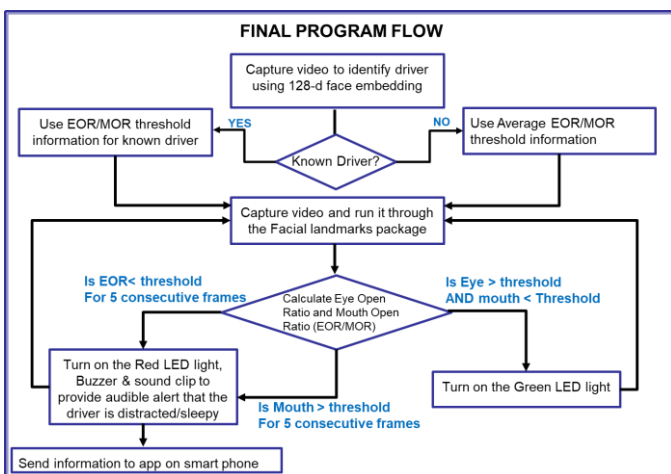 FINAL PROGRAM FLOW
Capture video to identify driver
using 128-d face embedding
Use EOR/MOR threshold
information for known driver
YES
Known Driver?
NO
Use Average EOR/MOR
threshold information
Capture video and run it through
the Facial landmarks package
Is EOR< threshold
For 5 consecutive frames
Calculate Eye Open
Ratio and Mouth Open
Ratio (EOR/MOR)
Is Eye > threshold
AND mouth < Threshold
Turn on the Red LED light,
Buzzer & sound clip to
provide audible alert that
the driver is distracted/sleepy
Is Mouth > threshold
For 5 consecutive frames
Turn on the Green LED light
Send information to app on smart phone